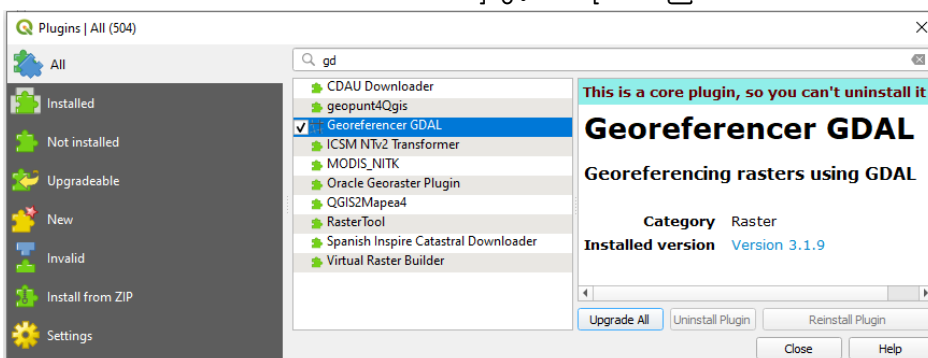 Plugins | All (504)
All
Installed
Not installed
Upgradeable
New
Invalid
Install from ZIP
Settings
gd
CDAU Downloader
geopunt4Qgis
Georeferencer GDAL
ICSM NTv2 Transformer
MODIS_NITK
Oracle Georaster Plugin
QGIS2Mapea4
RasterTool
Spanish Inspire Catastral Downloader
Virtual Raster Builder
This is a core plugin, so you can't uninstall it
Georeferencer GDAL
Georeferencing rasters using GDAL
Category Raster
Installed version Version 3.1.9
Upgrade All Uninstall Plugin Reinstall Plugin
Close Help